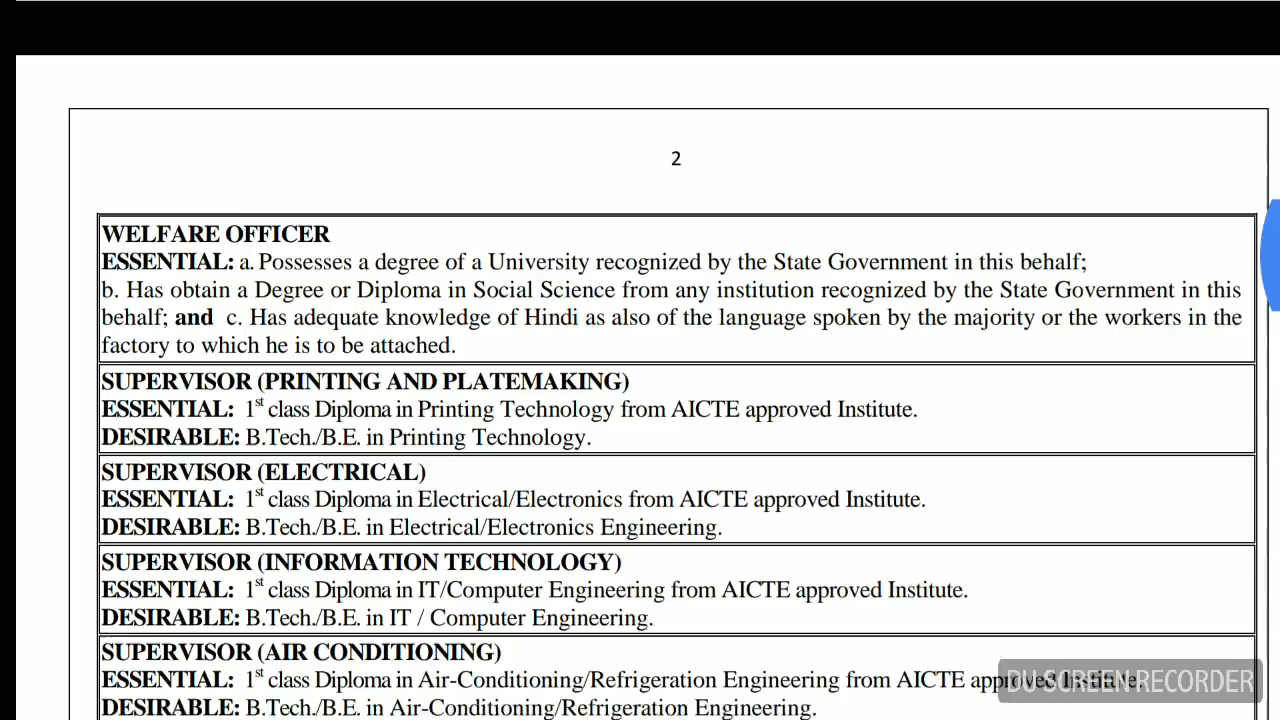 2
WELFARE OFFICER
ESSENTIAL: a. Possesses a degree of a University recognized by the State Government in this behalf;
b. Has obtain a Degree or Diploma in Social Science from any institution recognized by the State Government in this
behalf; and c. Has adequate knowledge of Hindi as also of the language spoken by the majority or the workers in the
factory to which he is to be attached.
SUPERVISOR (PRINTING AND PLATEMAKING)
ESSENTIAL: 1st class Diploma in Printing Technology from AICTE approved Institute.
DESIRABLE: B.Tech./B.E. in Printing Technology.
SUPERVISOR (ELECTRICAL)
ESSENTIAL: 1st class Diploma in Electrical/Electronics from AICTE approved Institute.
DESIRABLE: B.Tech./B.E. in Electrical/Electronics Engineering.
SUPERVISOR (INFORMATION TECHNOLOGY)
ESSENTIAL: 1st class Diploma in IT/Computer Engineering from AICTE approved Institute.
DESIRABLE: B.Tech./B.E. in IT / Computer Engineering.
SUPERVISOR (AIR CONDITIONING)
ESSENTIAL: 1st class Diploma in Air-Conditioning/Refrigeration Engineering from AICTE approved Institute.
DESIRABLE: B.Tech./B.E. in Air-Conditioning/Refrigeration Engineering.
DU SCREEN RECORDER